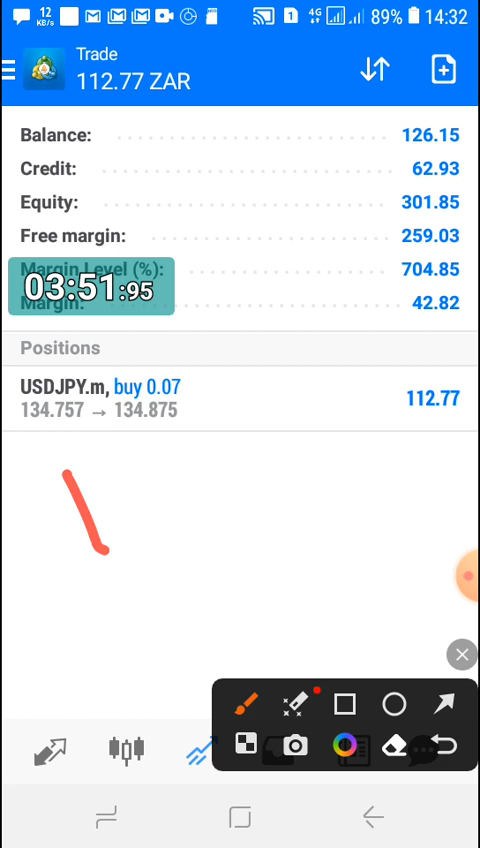 12
KB/s
1
4G
89%
14:32
Trade
112.77 ZAR
Balance:
126.15
Credit:
62.93
Equity:
301.85
Free margin:
259.03
Margin Level (%):
704.85
03:51:95
Margin:
42.82
Positions
USDJPY.m, buy 0.07
112.77
134.757 → 134.875